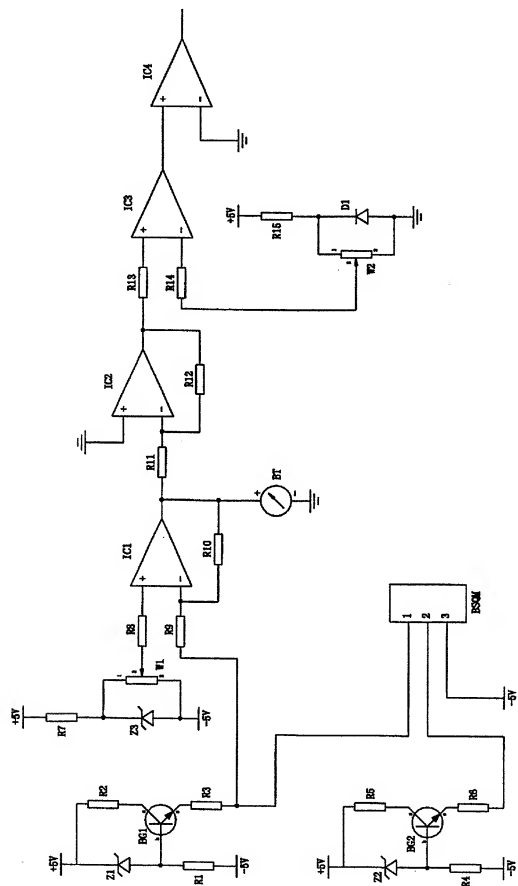 IC4
+
-
IC3
+
-
+5V
R15
D1
W2
R13
R14
IC2
+
-
R12
R11
BT
+
-
IC1
+
-
R10
R8
R9
W1
+5V
R7
Z3
-5V
BSQM
1
2
3
-5V
+5V
R2
Z1
BG1
R3
R1
-5V
+5V
R5
Z2
BG2
R6
R4
-5V